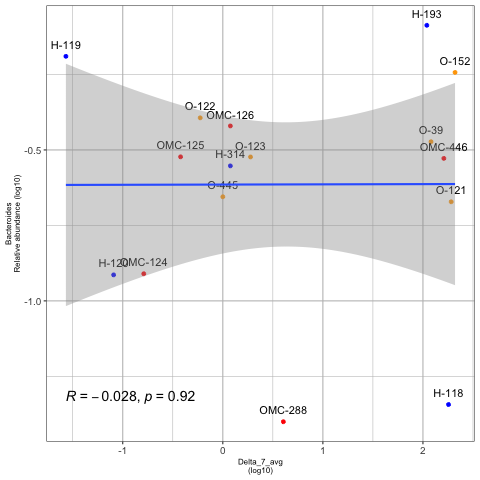 H-193
H-119
O-152
O-122
OMC-126
O-39
OMC-125
O-123
OMC-446
H-314
O-445
O-121
H-120
OMC-124
H-118
OMC-288
R = − 0.028, p = 0.92
-0.5
-1.0
-1
0
1
2
Bacteroides
Relative abundance (log10)
Delta_7_avg
(log10)